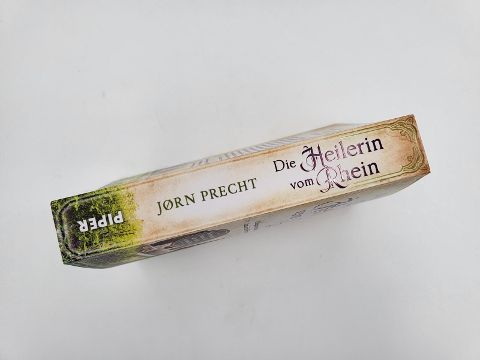 PIPER
JØRN PRECHT
Die Heilerin
vom Rhein